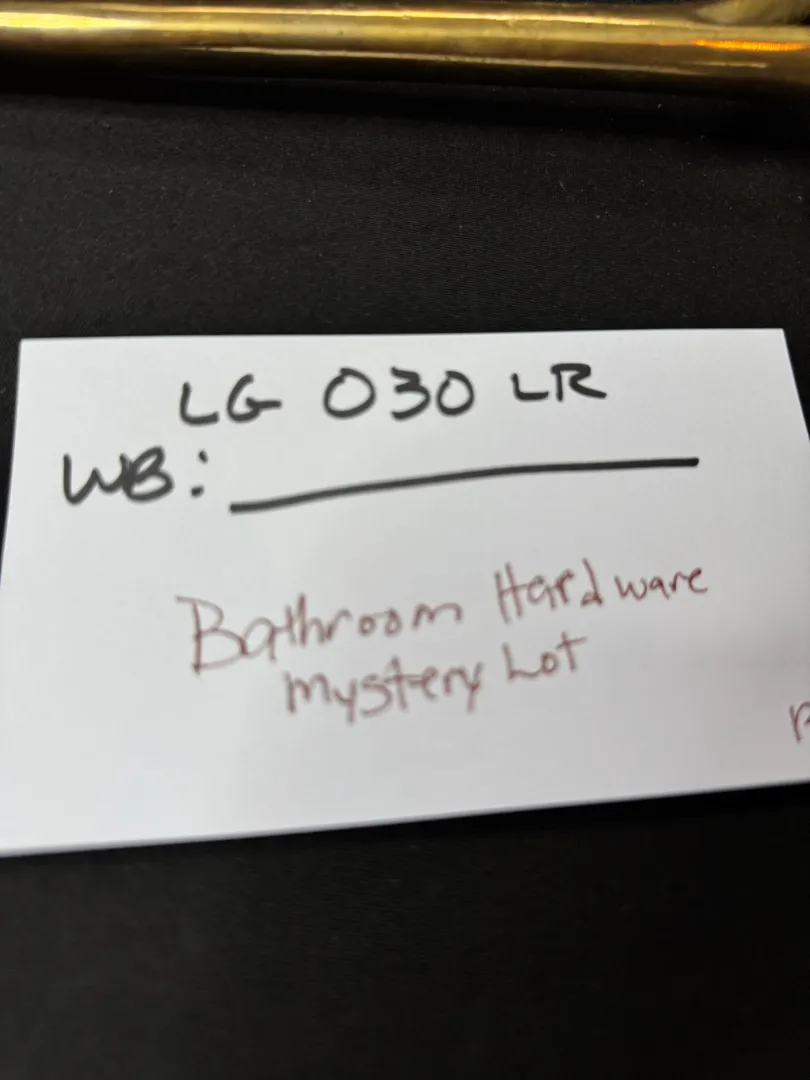 LG 030 LR
WB:
Bathroom Hardware
Mystery Lot